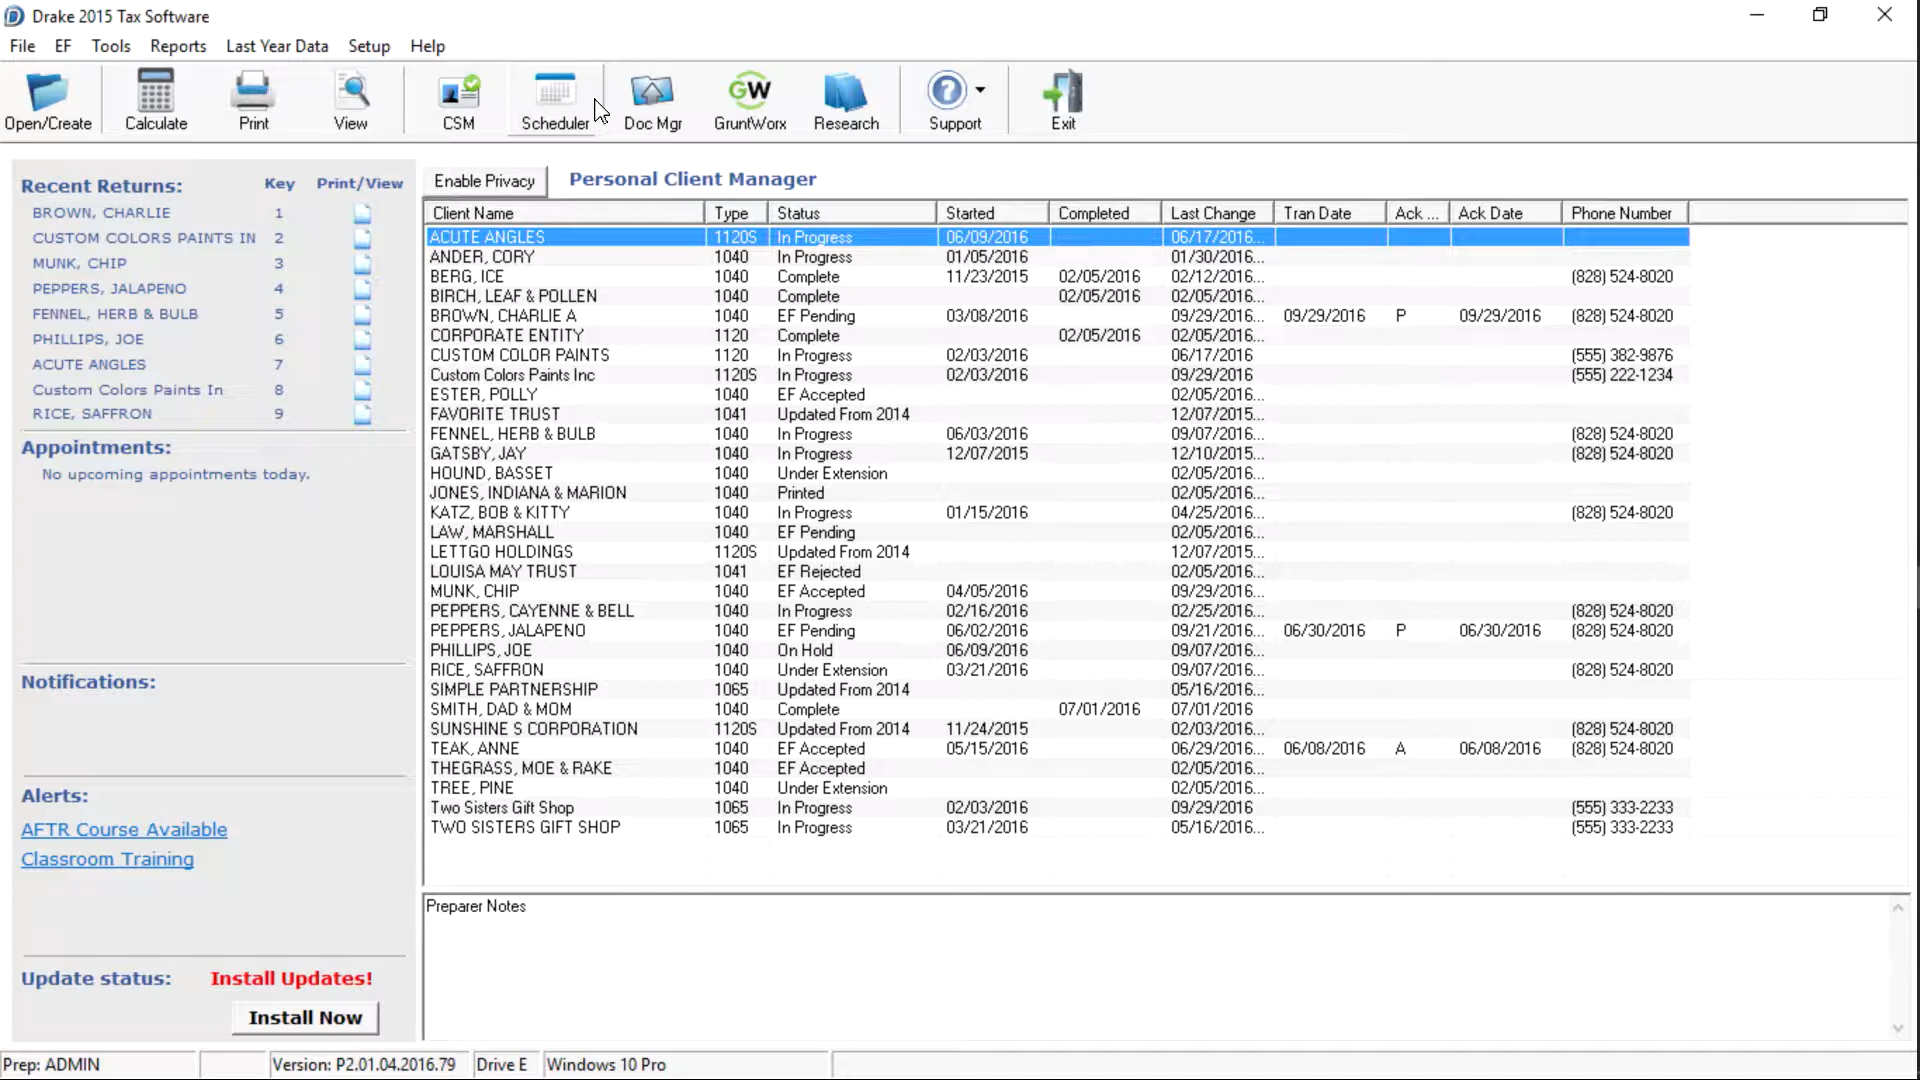 Drake 2015 Tax Software
File EF Tools Reports Last Year Data Setup Help
Open/Create Calculate Print View CSM Scheduler Doc Mgr GruntWorx Research Support Exit
GW
Recent Returns: Key Print/View
BROWN, CHARLIE 1
CUSTOM COLORS PAINTS IN 2
MUNK, CHIP 3
PEPPERS, JALAPENO 4
FENNEL, HERB & BULB 5
PHILLIPS, JOE 6
ACUTE ANGLES 7
Custom Colors Paints In 8
RICE, SAFFRON 9
Appointments:
No upcoming appointments today.
Notifications:
Alerts:
AFTR Course Available
Classroom Training
Update status: Install Updates!
Install Now
Enable Privacy Personal Client Manager
Client Name Type Status Started Completed Last Change Tran Date Ack ... Ack Date Phone Number
ACUTE ANGLES 1120S In Progress 06/09/2016 06/17/2016...
ANDER, CORY 1040 In Progress 01/05/2016 01/30/2016...
BERG, ICE 1040 Complete 11/23/2015 02/05/2016 02/12/2016... (828) 524-8020
BIRCH, LEAF & POLLEN 1040 Complete 02/05/2016 02/05/2016...
BROWN, CHARLIE A 1040 EF Pending 03/08/2016 09/29/2016... 09/29/2016 P 09/29/2016 (828) 524-8020
CORPORATE ENTITY 1120 Complete 02/05/2016 02/05/2016...
CUSTOM COLOR PAINTS 1120 In Progress 02/03/2016 06/17/2016 (555) 382-9876
Custom Colors Paints Inc 1120S In Progress 02/03/2016 09/29/2016 (555) 222-1234
ESTER, POLLY 1040 EF Accepted 02/05/2016...
FAVORITE TRUST 1041 Updated From 2014 12/07/2015...
FENNEL, HERB & BULB 1040 In Progress 06/03/2016 09/07/2016... (828) 524-8020
GATSBY, JAY 1040 In Progress 12/07/2015 12/10/2015... (828) 524-8020
HOUND, BASSET 1040 Under Extension 02/05/2016...
JONES, INDIANA & MARION 1040 Printed 02/05/2016...
KATZ, BOB & KITTY 1040 In Progress 01/15/2016 04/25/2016... (828) 524-8020
LAW, MARSHALL 1040 EF Pending 02/05/2016...
LETTGO HOLDINGS 1120S Updated From 2014 12/07/2015...
LOUISA MAY TRUST 1041 EF Rejected 02/05/2016...
MUNK, CHIP 1040 EF Accepted 04/05/2016 09/29/2016...
PEPPERS, CAYENNE & BELL 1040 In Progress 02/16/2016 02/25/2016... (828) 524-8020
PEPPERS, JALAPENO 1040 EF Pending 06/02/2016 09/21/2016... 06/30/2016 P 06/30/2016 (828) 524-8020
PHILLIPS, JOE 1040 On Hold 06/09/2016 09/07/2016...
RICE, SAFFRON 1040 Under Extension 03/21/2016 09/07/2016... (828) 524-8020
SIMPLE PARTNERSHIP 1065 Updated From 2014 05/16/2016...
SMITH, DAD & MOM 1040 Complete 07/01/2016 07/01/2016
SUNSHINE S CORPORATION 1120S Updated From 2014 11/24/2015 02/03/2016... (828) 524-8020
TEAK, ANNE 1040 EF Accepted 05/15/2016 06/29/2016... 06/08/2016 A 06/08/2016 (828) 524-8020
THEGRASS, MOE & RAKE 1040 EF Accepted 02/05/2016...
TREE, PINE 1040 Under Extension 02/05/2016...
Two Sisters Gift Shop 1065 In Progress 02/03/2016 09/29/2016 (555) 333-2233
TWO SISTERS GIFT SHOP 1065 In Progress 03/21/2016 05/16/2016... (555) 333-2233
Preparer Notes
Prep: ADMIN Version: P2.01.04.2016.79 Drive E Windows 10 Pro